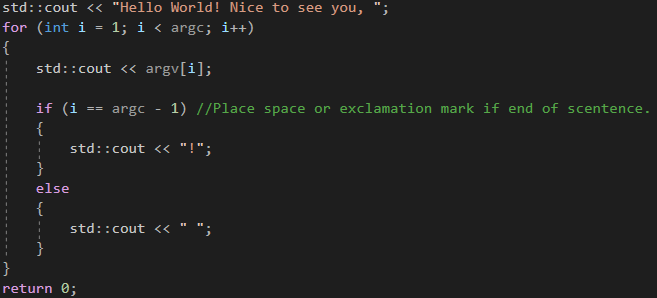 std::cout << "Hello World! Nice to see you, ";
for (int i = 1; i < argc; i++)
{
    std::cout << argv[i];

    if (i == argc - 1) //Place space or exclamation mark if end of scentence.
    {
        std::cout << "!";
    }
    else
    {
        std::cout << " ";
    }
}
return 0;